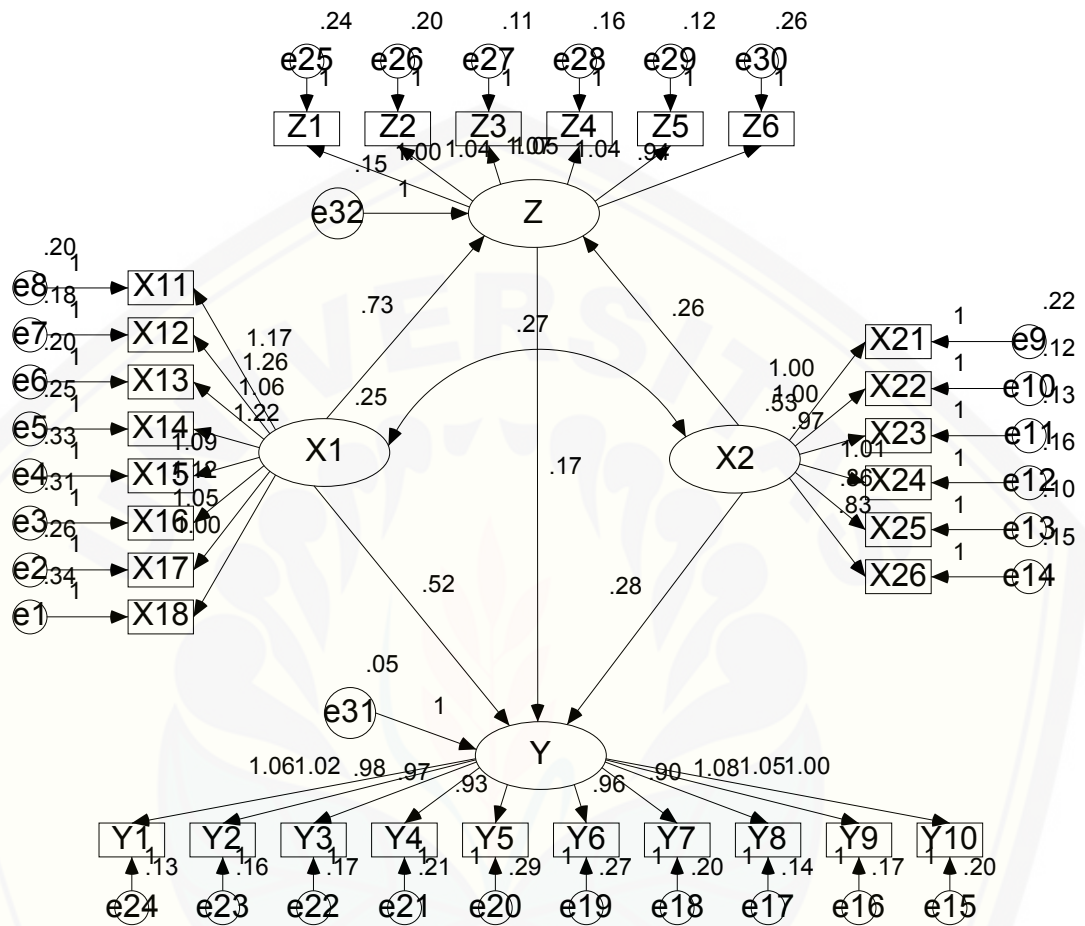 .24 .20 .11 .16 .12 .26
e25 e26 e27 e28 e29 e30
1 1 1 1 1 1
Z1 Z2 Z3 Z4 Z5 Z6
1.00 1.04 1.07 1.05 1.04 .94
.15
1
e32 Z
.20
1
e8 X11
.18
1
e7 X12
.20
1
e6 X13
.25
1
e5 X14
.33
1
e4 X15
.31
1
e3 X16
.26
1
e2 X17
.34
1
e1 X18
1.17
1.26
1.06
1.22
1.09
1.12
1.05
1.00
.73 .27 .26
.25 .53
X1 X2
.17
.52 .28
1.00
1.00
.97
1.01
.86
.83
.22
X21 1 e9
.12
X22 1 e10
.13
X23 1 e11
.16
X24 1 e12
.10
X25 1 e13
.15
X26 1 e14
.05
e31 1
Y
1.06 1.02 .98 .97 .93 .96 .90 1.08 1.05 1.00
Y1 Y2 Y3 Y4 Y5 Y6 Y7 Y8 Y9 Y10
1 1 1 1 1 1 1 1 1 1
.13 .16 .17 .21 .29 .27 .20 .14 .17 .20
e24 e23 e22 e21 e20 e19 e18 e17 e16 e15